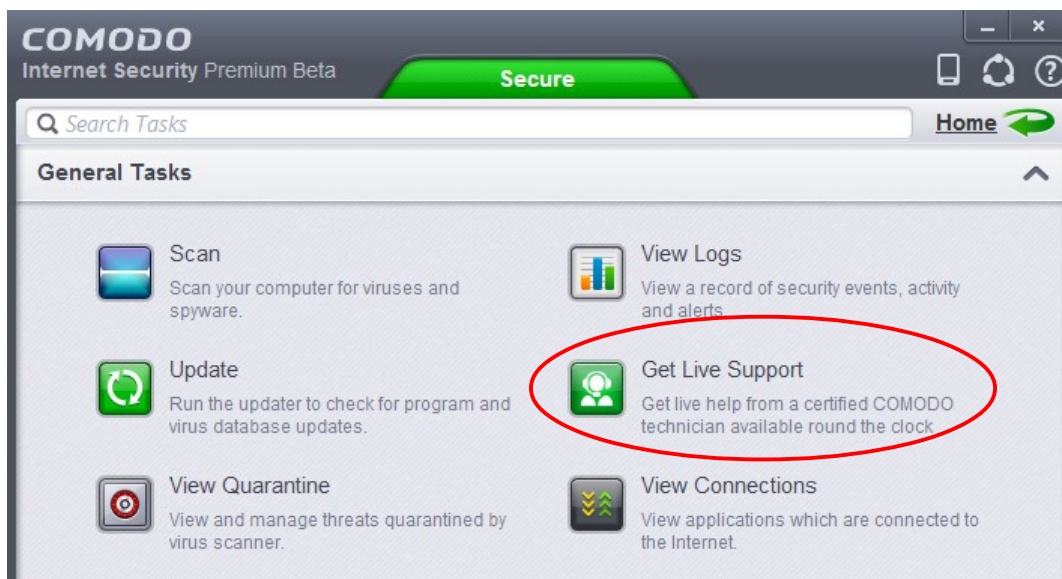 COMODO
Internet Security Premium Beta
Secure
Search Tasks
Home
General Tasks
Scan
Scan your computer for viruses and
spyware.
View Logs
View a record of security events, activity
and alerts.
Update
Run the updater to check for program and
virus database updates.
Get Live Support
Get live help from a certified COMODO
technician available round the clock
View Quarantine
View and manage threats quarantined by
virus scanner.
View Connections
View applications which are connected to
the Internet.